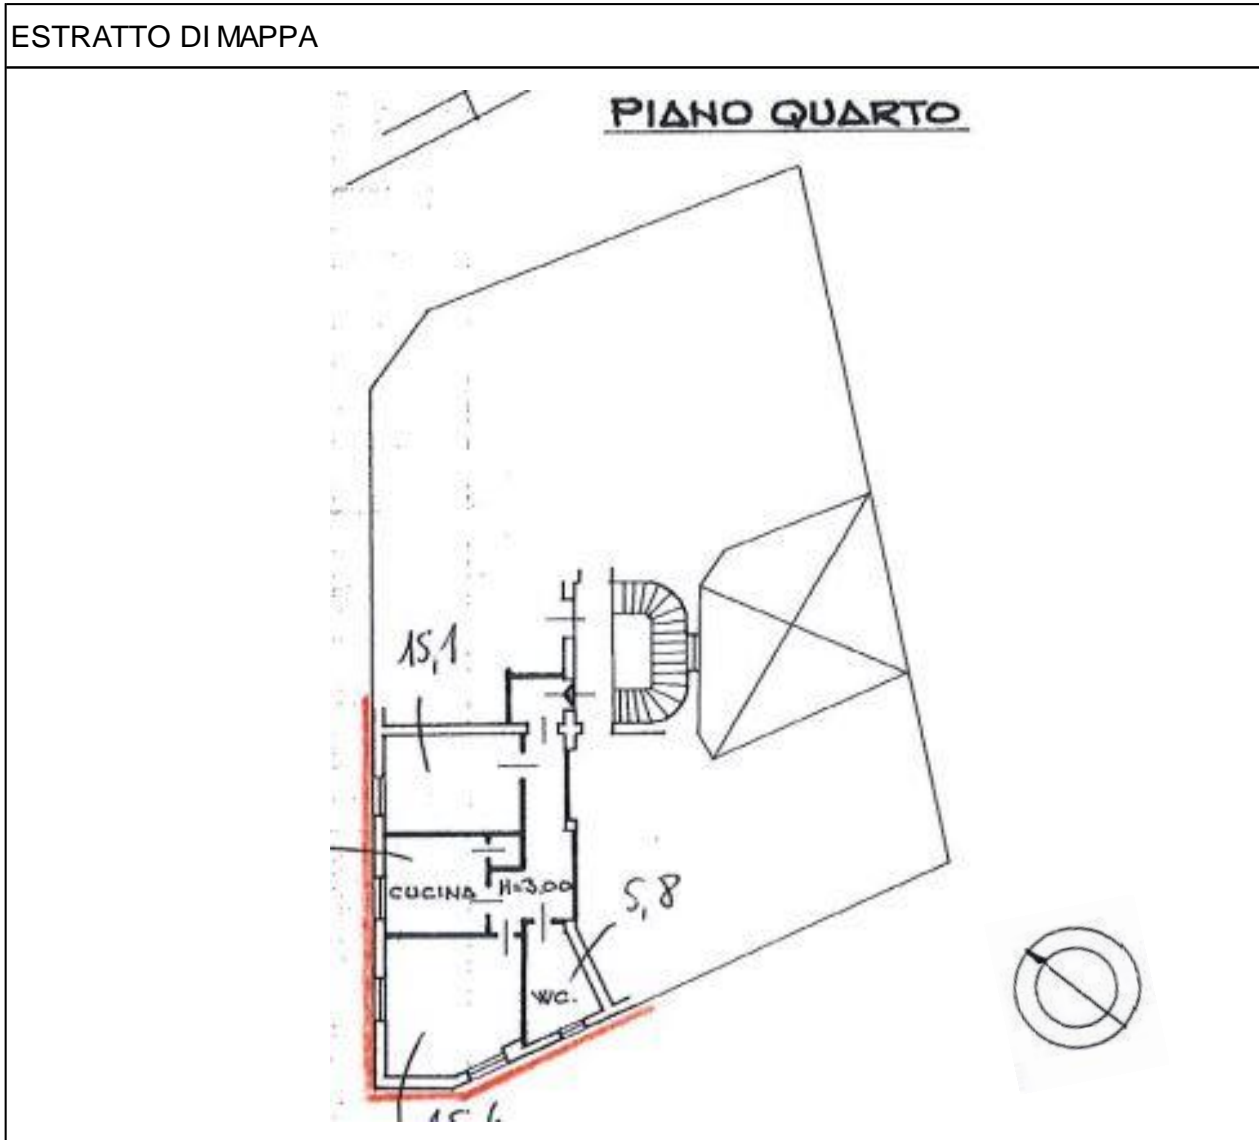 ESTRATTO DI MAPPA
PIANO QUARTO
15,1
CUCINA
H=3,00
5,8
WC.